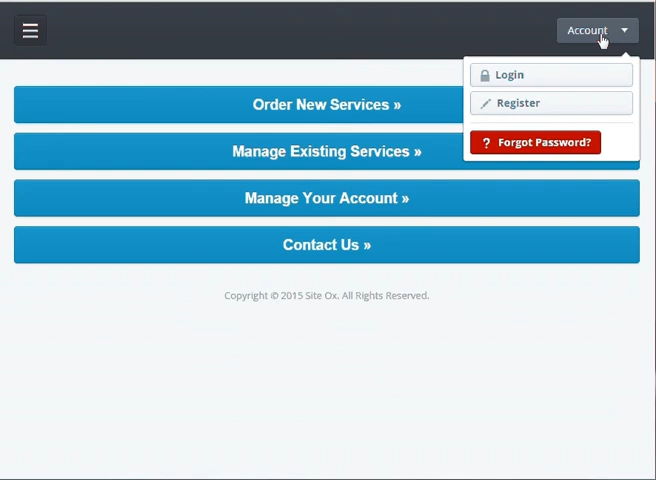 Account
Login
Register
? Forgot Password?
Order New Services »
Manage Existing Services »
Manage Your Account »
Contact Us »
Copyright © 2015 Site Ox. All Rights Reserved.